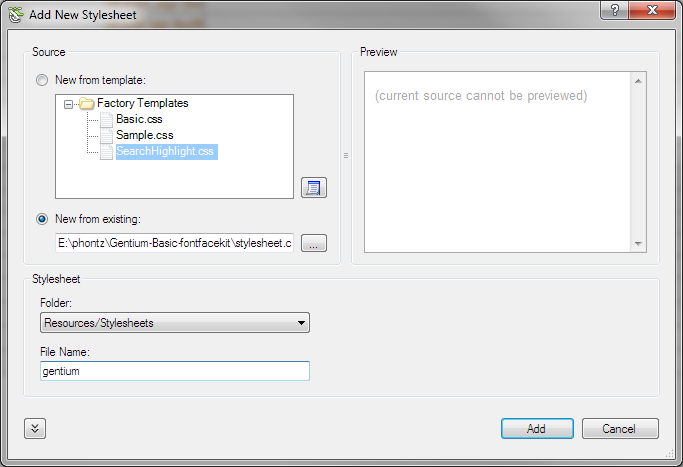 Add New Stylesheet
Source
New from template:
Factory Templates
Basic.css
Sample.css
SearchHighlight.css
New from existing:
E:\phontz\Gentium-Basic-fontfacekit\stylesheet.c
...
Preview
(current source cannot be previewed)
Stylesheet
Folder:
Resources/Stylesheets
File Name:
gentium
Add
Cancel